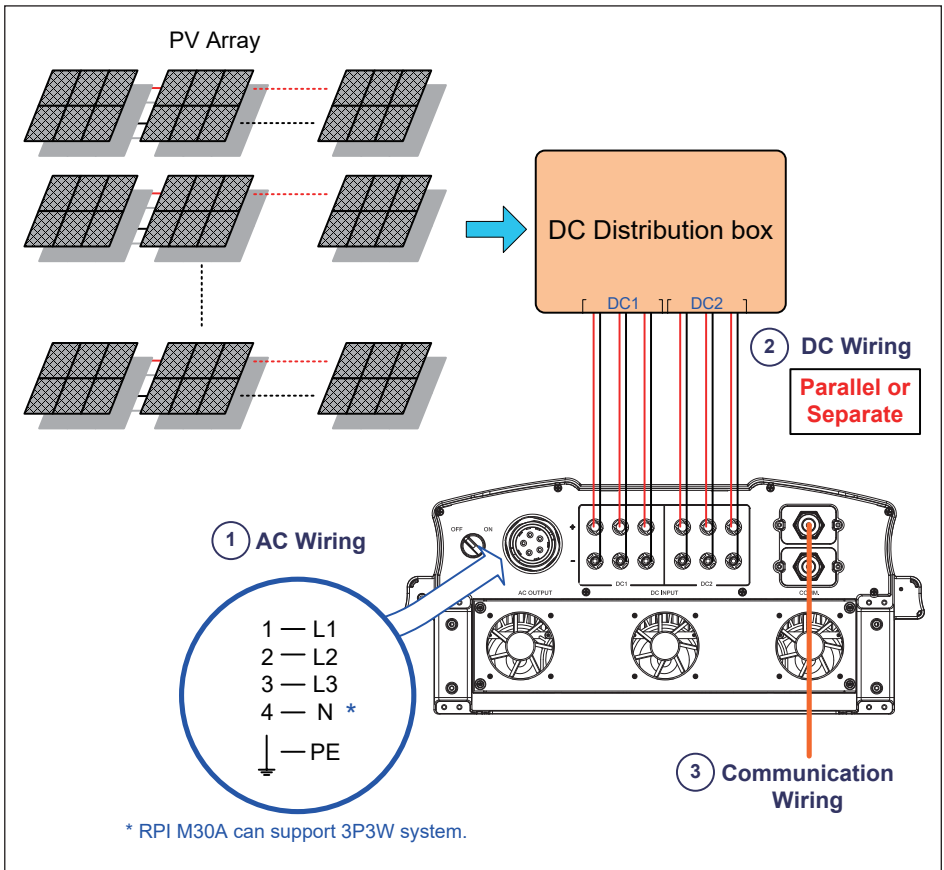 PV Array
DC Distribution box
DC1
DC2
2 DC Wiring
Parallel or
Separate
1 AC Wiring
OFF
ON
+
-
DC1
DC2
AC OUTPUT
DC INPUT
COMM.
1 — L1
2 — L2
3 — L3
4 — N *
— PE
3 Communication
Wiring
* RPI M30A can support 3P3W system.